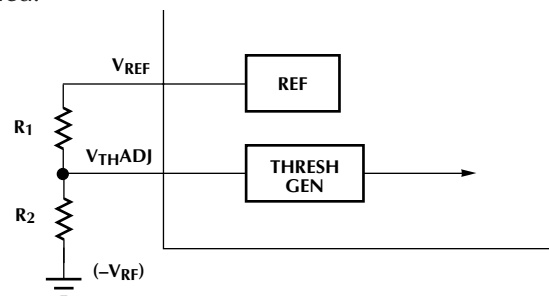 VREF
REF
R1
VTHADJ
THRESH
GEN
R2
(–VRF)